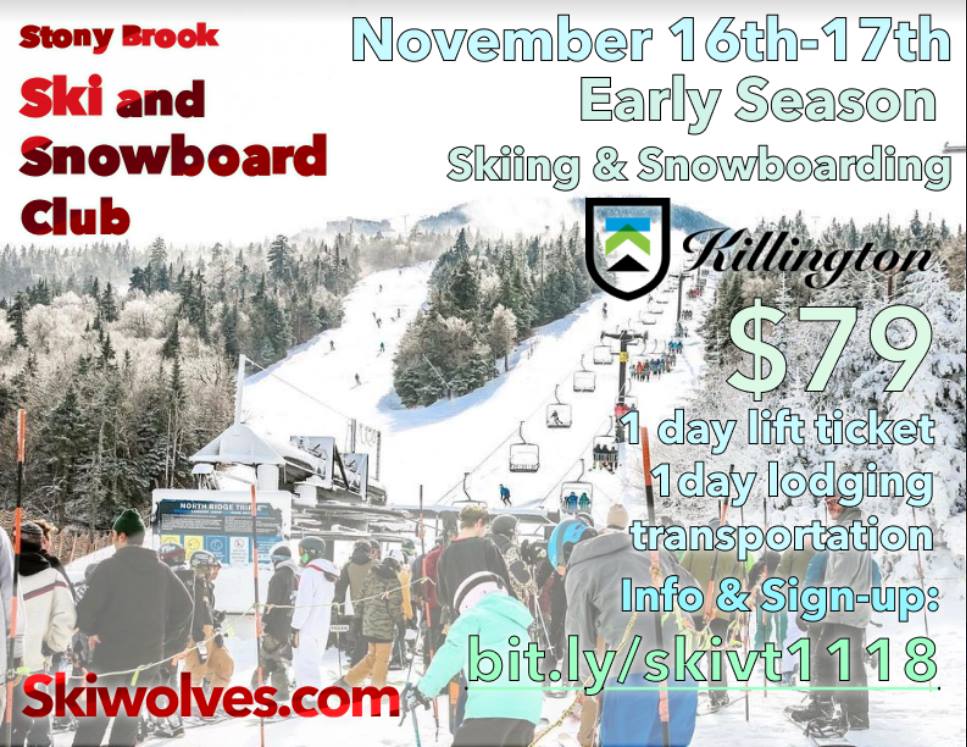 Stony Brook
Ski and
Snowboard
Club
November 16th-17th
Early Season
Skiing & Snowboarding
Killington
$79
1 day lift ticket
1day lodging
transportation
Info & Sign-up:
bit.ly/skivt1118
NORTH RIDGE TRIPLE
Skiwolves.com